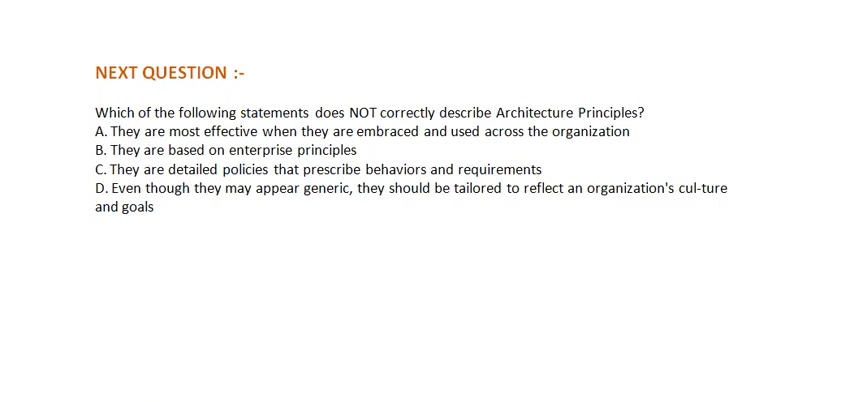 NEXT QUESTION :-
Which of the following statements does NOT correctly describe Architecture Principles?
A. They are most effective when they are embraced and used across the organization
B. They are based on enterprise principles
C. They are detailed policies that prescribe behaviors and requirements
D. Even though they may appear generic, they should be tailored to reflect an organization's cul-ture
and goals